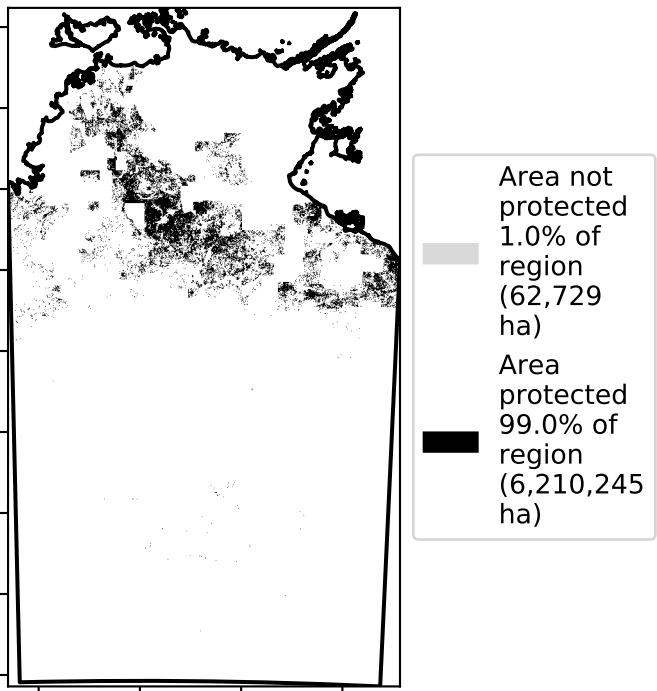 Area not
protected
1.0% of
region
(62,729
ha)
Area
protected
99.0% of
region
(6,210,245
ha)